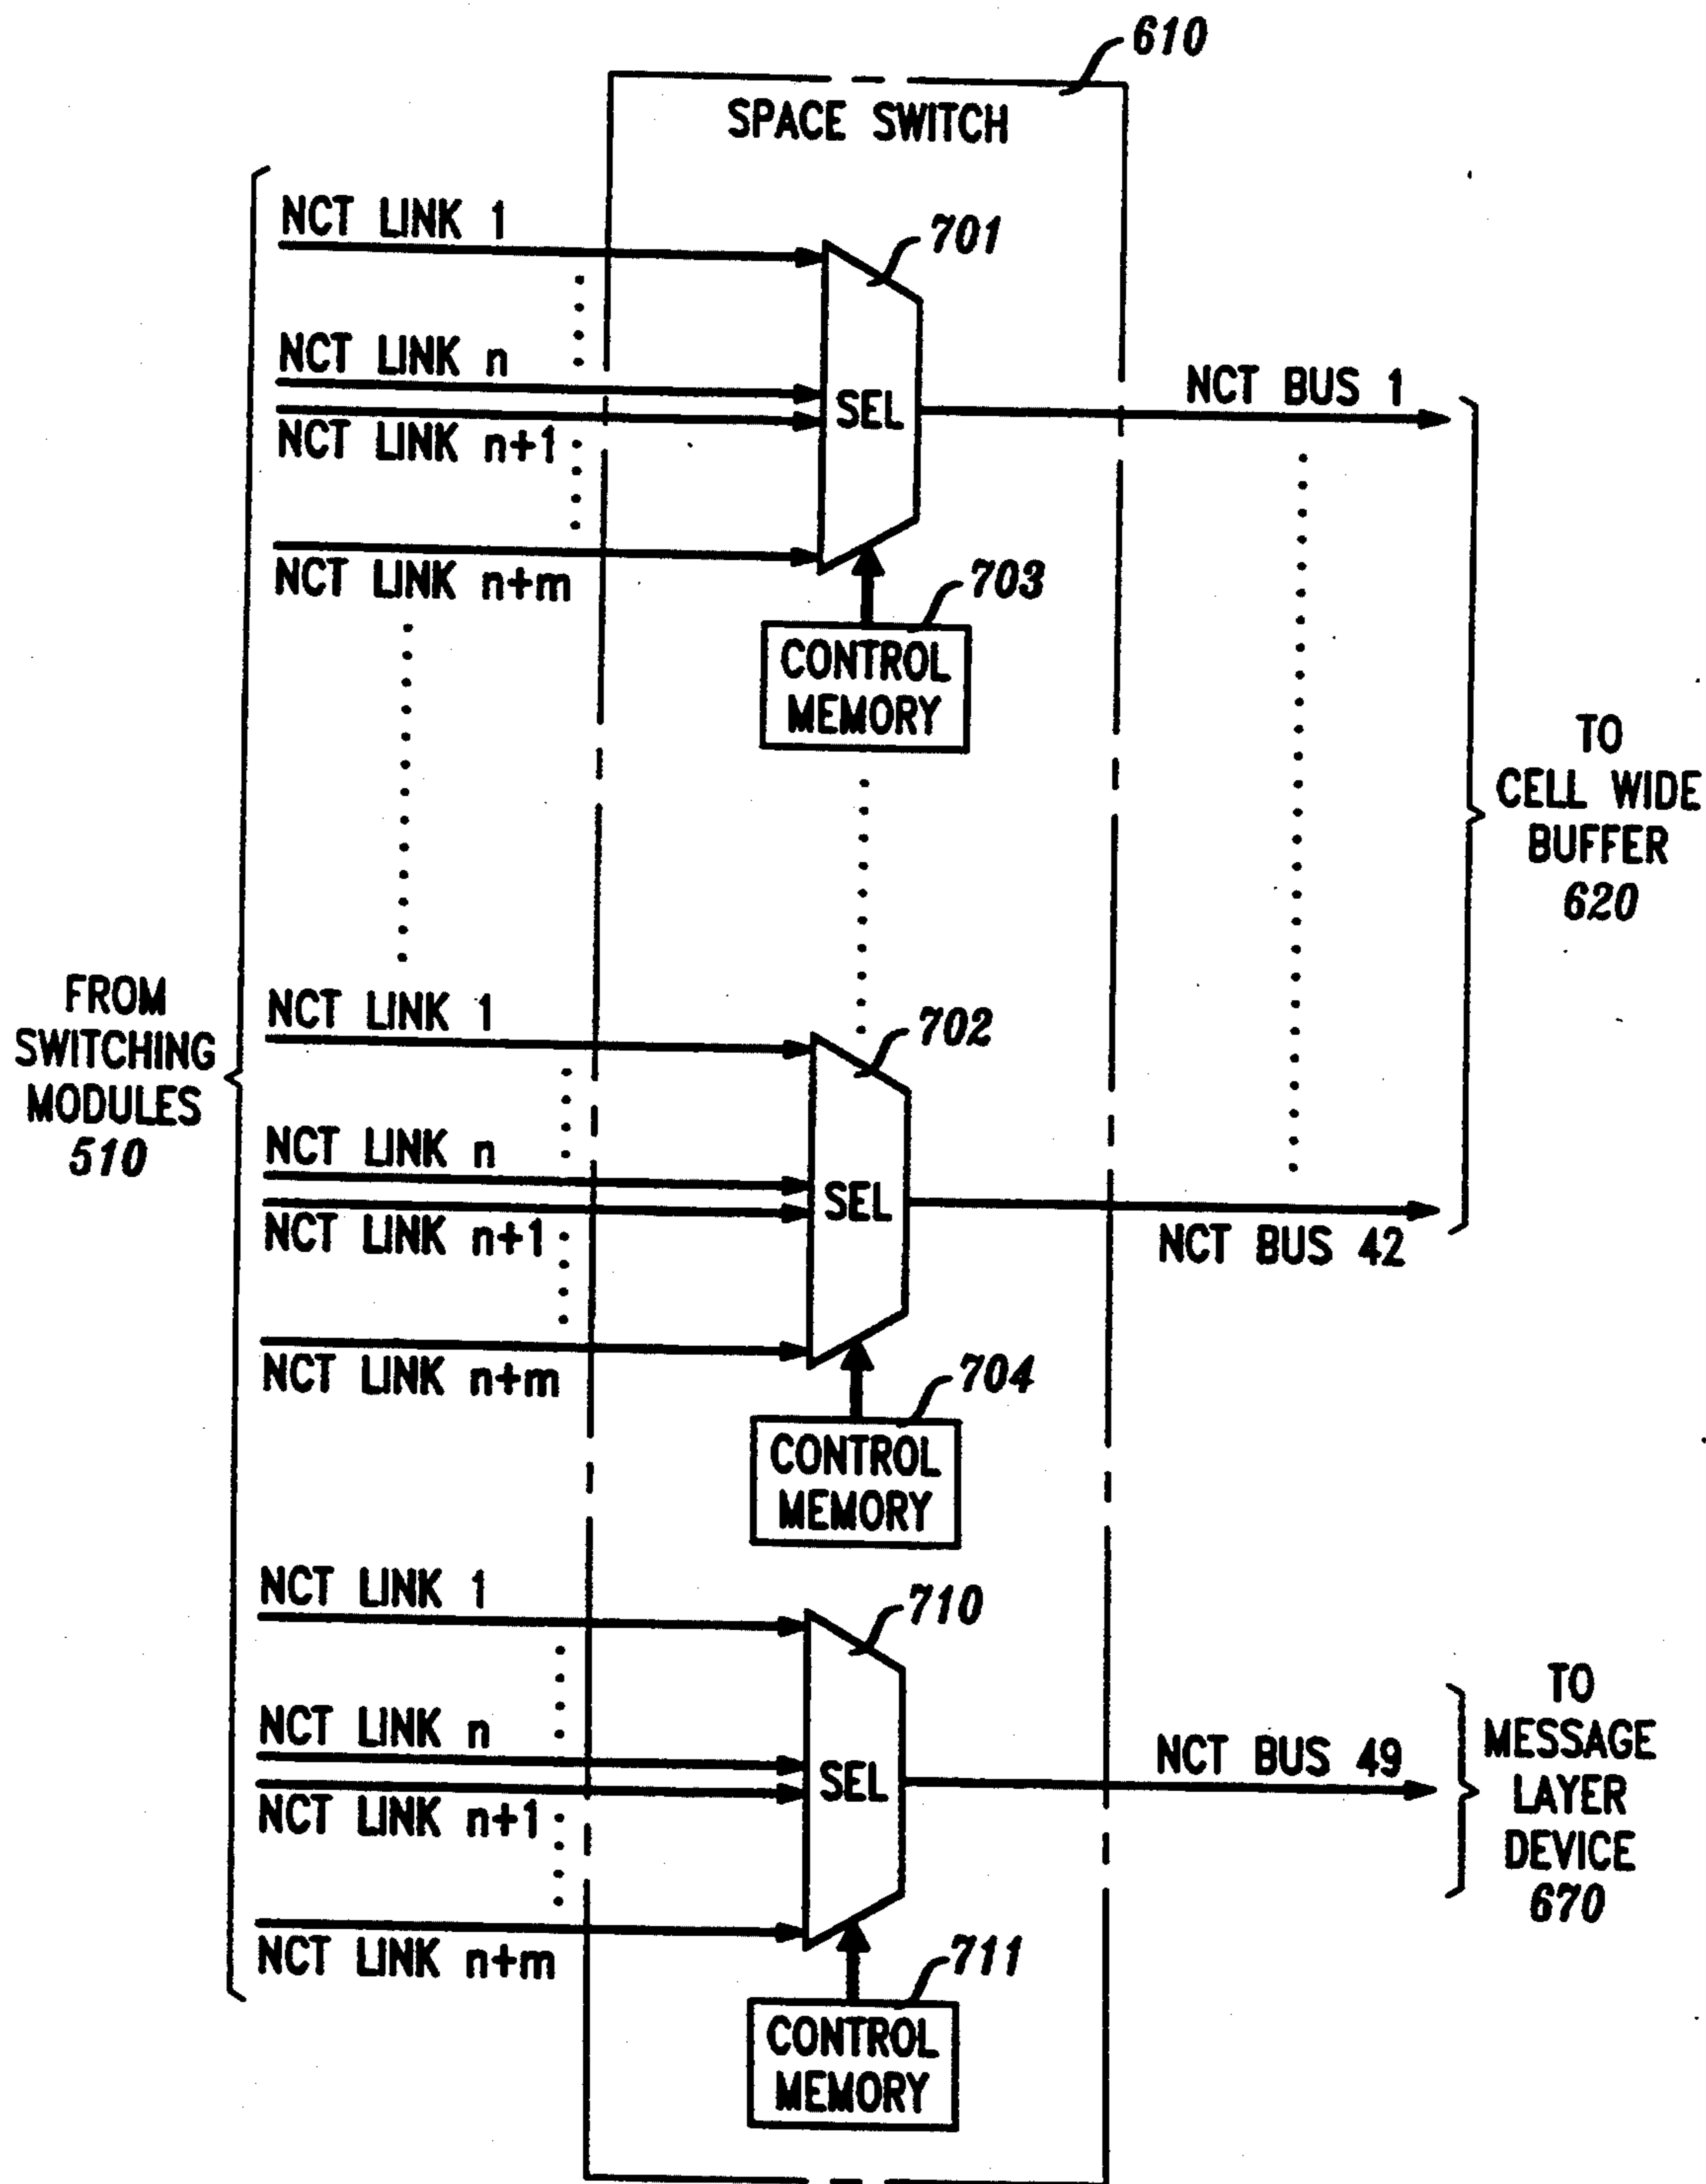 610
SPACE SWITCH
NCT LINK 1
701
NCT LINK n
SEL
NCT BUS 1
NCT LINK n+1
NCT LINK n+m
703
CONTROL
MEMORY
TO
CELL WIDE
BUFFER
620
FROM
SWITCHING
MODULES
510
NCT LINK 1
702
NCT LINK n
SEL
NCT LINK n+1
NCT BUS 42
NCT LINK n+m
704
CONTROL
MEMORY
NCT LINK 1
710
NCT LINK n
SEL
NCT BUS 49
NCT LINK n+1
TO
MESSAGE
LAYER
DEVICE
670
NCT LINK n+m
711
CONTROL
MEMORY